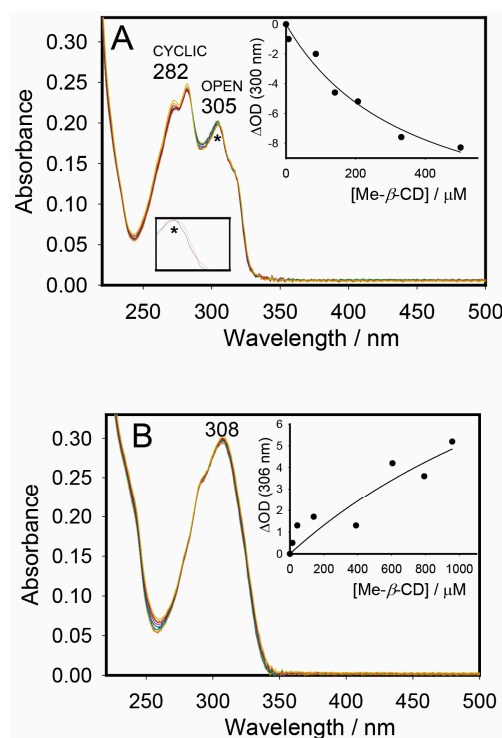 A
CYCLIC
282
OPEN
305
*
*
Absorbance
0.30
0.25
0.20
0.15
0.10
0.05
0.00
250 300 350 400 450 500
Wavelength / nm
ΔOD (300 nm)
0
-2
-4
-6
-8
0 200 400
[Me-β-CD] / μM
B
308
Absorbance
0.30
0.25
0.20
0.15
0.10
0.05
0.00
250 300 350 400 450 500
Wavelength / nm
ΔOD (306 nm)
6
5
4
3
2
1
0
0 200 400 600 800 1000
[Me-β-CD] / μM